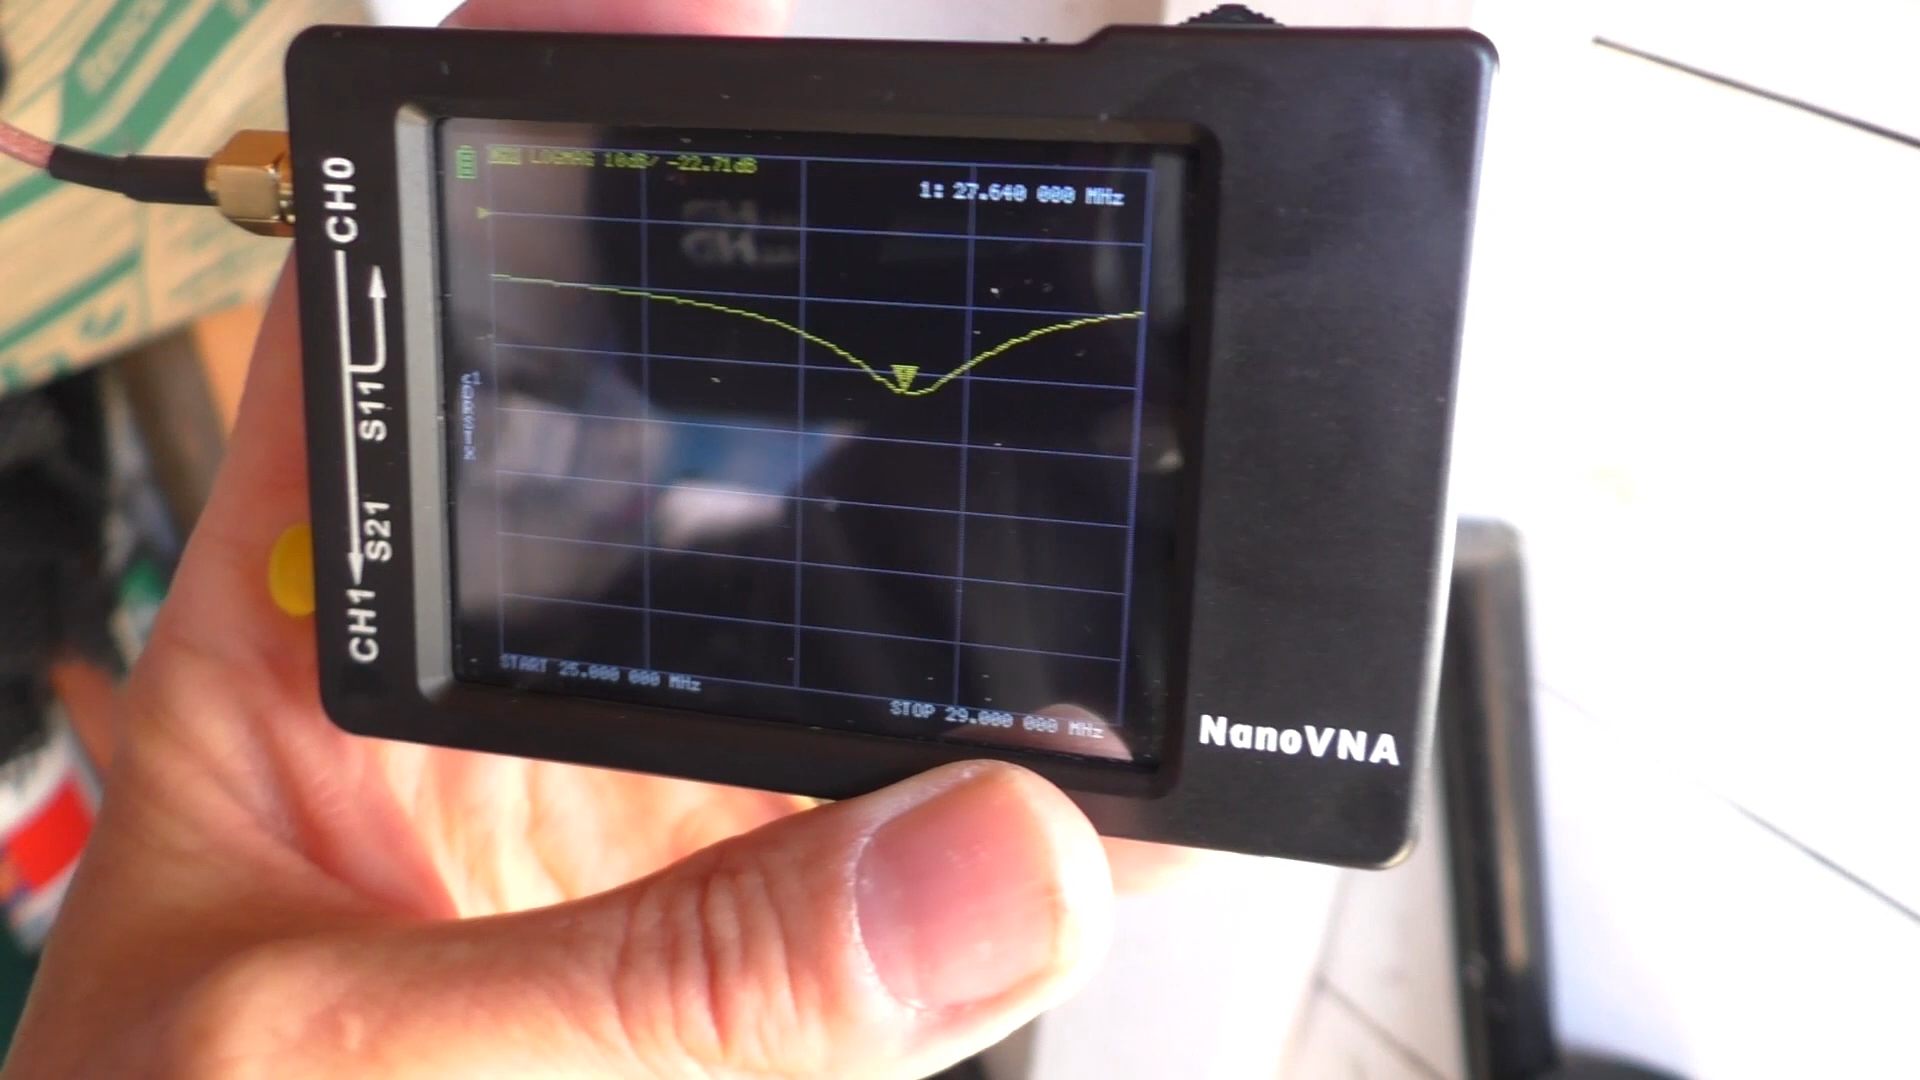 CH0
S11
S21
CH1
LOGMAG 10dB/ -22.71dB
1: 27.640 000 MHz
START 25.000 000 MHz
STOP 29.000 000 MHz
NanoVNA